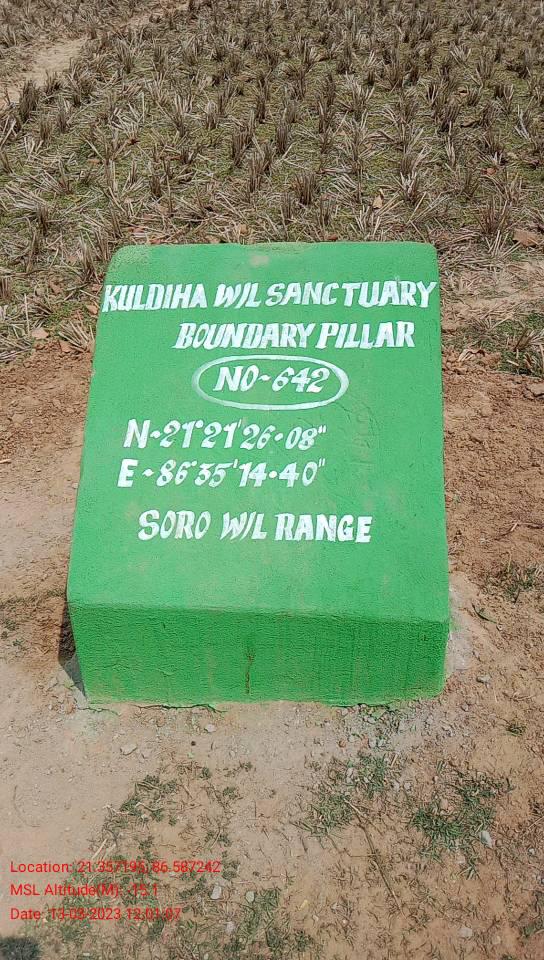 KULDIHA W/L SANCTUARY
BOUNDARY PILLAR
NO-642
N-21°21'26.08"
E-86°35'14.40"
SORO W/L RANGE
Location: 21.357195, 86.587242
MSL Altitude(M): -15.1
Date: 13-03-2023 12:01:07